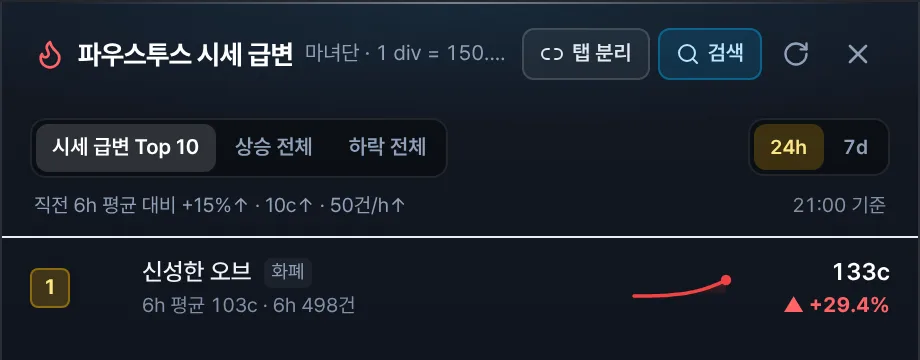 파우스투스 시세 급변 마녀단 · 1 div = 150.... 탭 분리 검색
시세 급변 Top 10 상승 전체 하락 전체 24h 7d
직전 6h 평균 대비 +15%↑ · 10c↑ · 50건/h↑ 21:00 기준
1 신성한 오브 화폐 133c
6h 평균 103c · 6h 498건 ▲ +29.4%